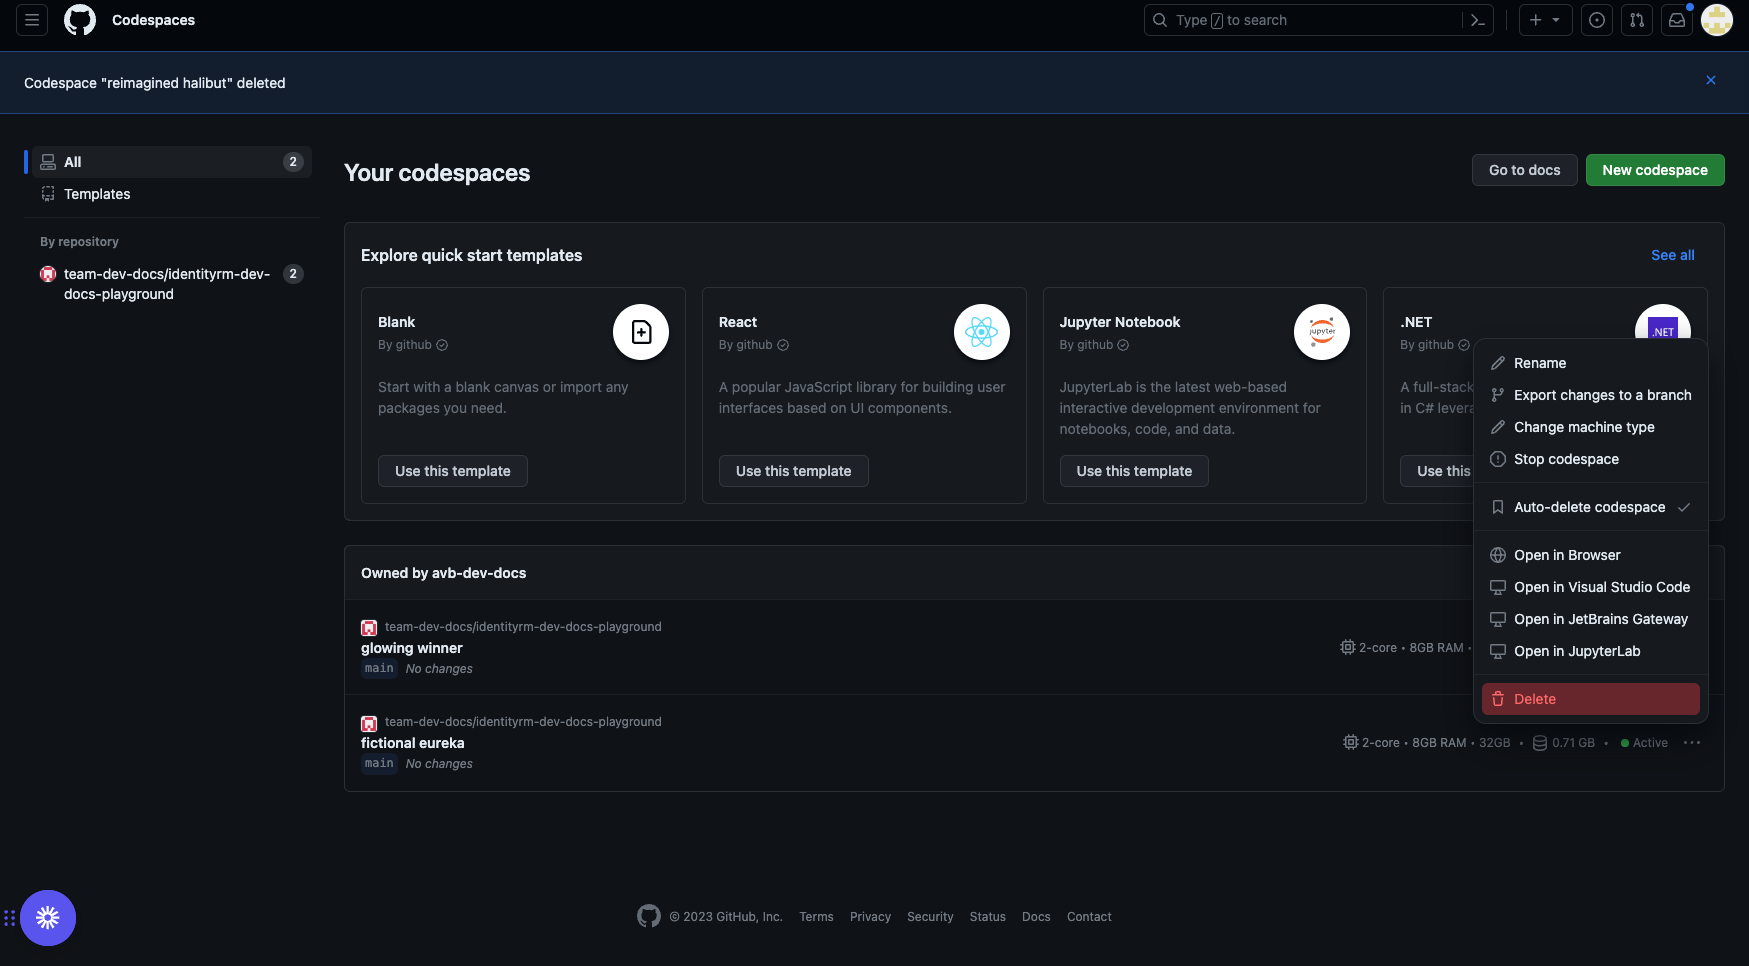 Codespaces
Type / to search
Codespace "reimagined halibut" deleted
All 2
Templates
By repository
team-dev-docs/identityrm-dev-
docs-playground 2
Your codespaces
Go to docs
New codespace
Explore quick start templates
See all
Blank
By github
Start with a blank canvas or import any
packages you need.
Use this template
React
By github
A popular JavaScript library for building user
interfaces based on UI components.
Use this template
Jupyter Notebook
By github
jupyter
JupyterLab is the latest web-based
interactive development environment for
notebooks, code, and data.
Use this template
.NET
By github
.NET
A full-stack
in C#
Use this
Rename
Export changes to a branch
Change machine type
Stop codespace
Auto-delete codespace
Open in Browser
Open in Visual Studio Code
Open in JetBrains Gateway
Open in JupyterLab
Delete
Owned by avb-dev-docs
team-dev-docs/identityrm-dev-docs-playground
glowing winner
main No changes
2-core • 8GB RAM •
team-dev-docs/identityrm-dev-docs-playground
fictional eureka
main No changes
2-core • 8GB RAM • 32GB • 0.71 GB • Active
© 2023 GitHub, Inc. Terms Privacy Security Status Docs Contact